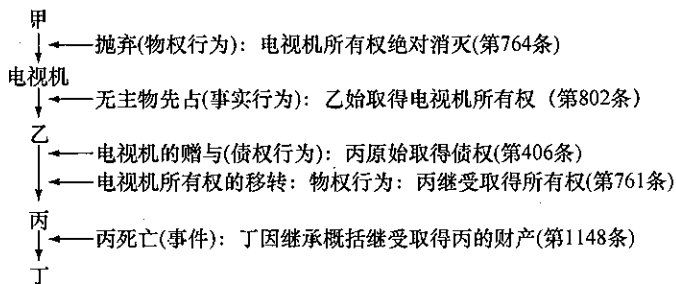 甲
抛弃(物权行为)：电视机所有权绝对消灭(第764条)
电视机
无主物先占(事实行为)：乙始取得电视机所有权（第802条）
乙
电视机的赠与(债权行为)：丙原始取得债权(第406条)
电视机所有权的移转：物权行为：丙继受取得所有权(第761条)
丙
丙死亡(事件)：丁因继承概括继受取得丙的财产(第1148条)
丁